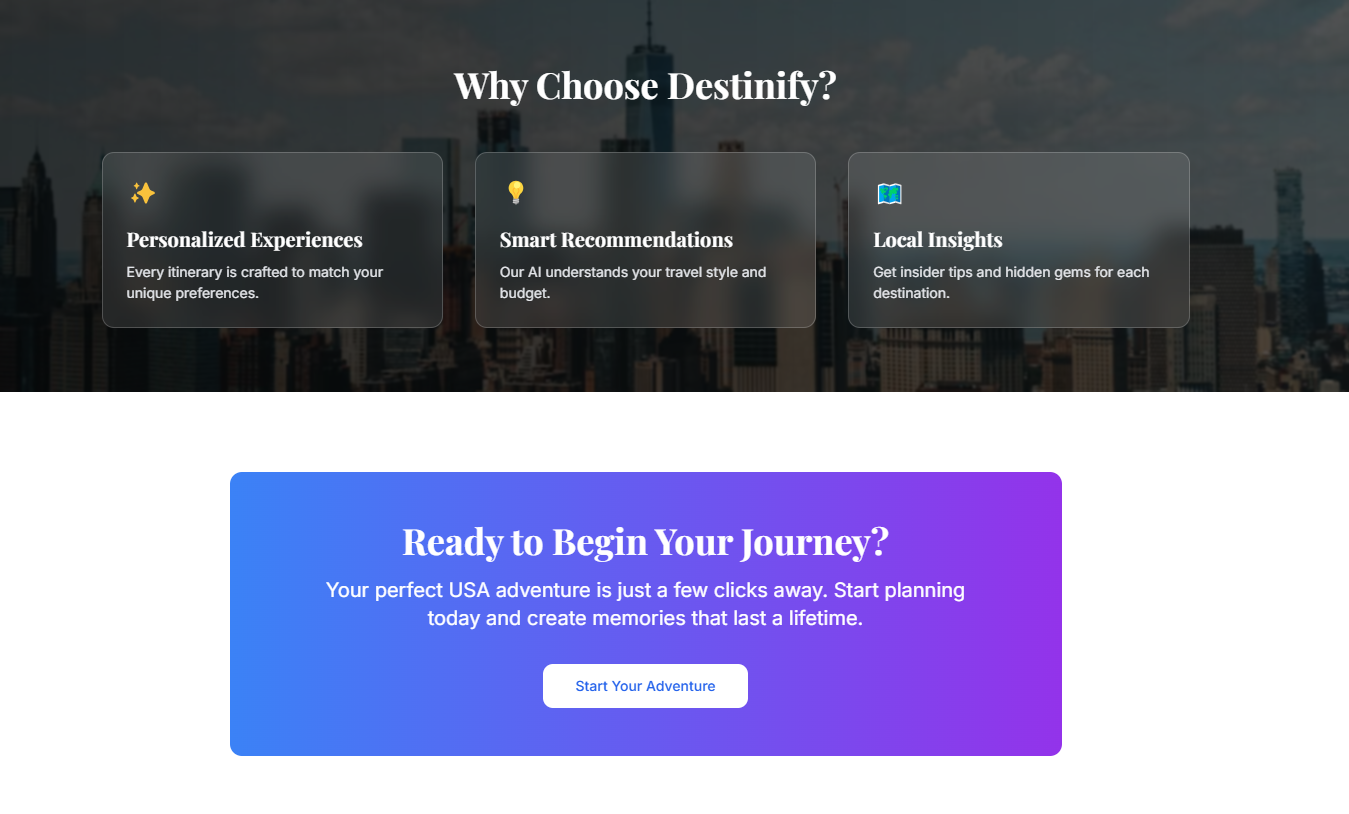 Why Choose Destinify?
Personalized Experiences
Every itinerary is crafted to match your
unique preferences.
Smart Recommendations
Our AI understands your travel style and
budget.
Local Insights
Get insider tips and hidden gems for each
destination.
Ready to Begin Your Journey?
Your perfect USA adventure is just a few clicks away. Start planning
today and create memories that last a lifetime.
Start Your Adventure